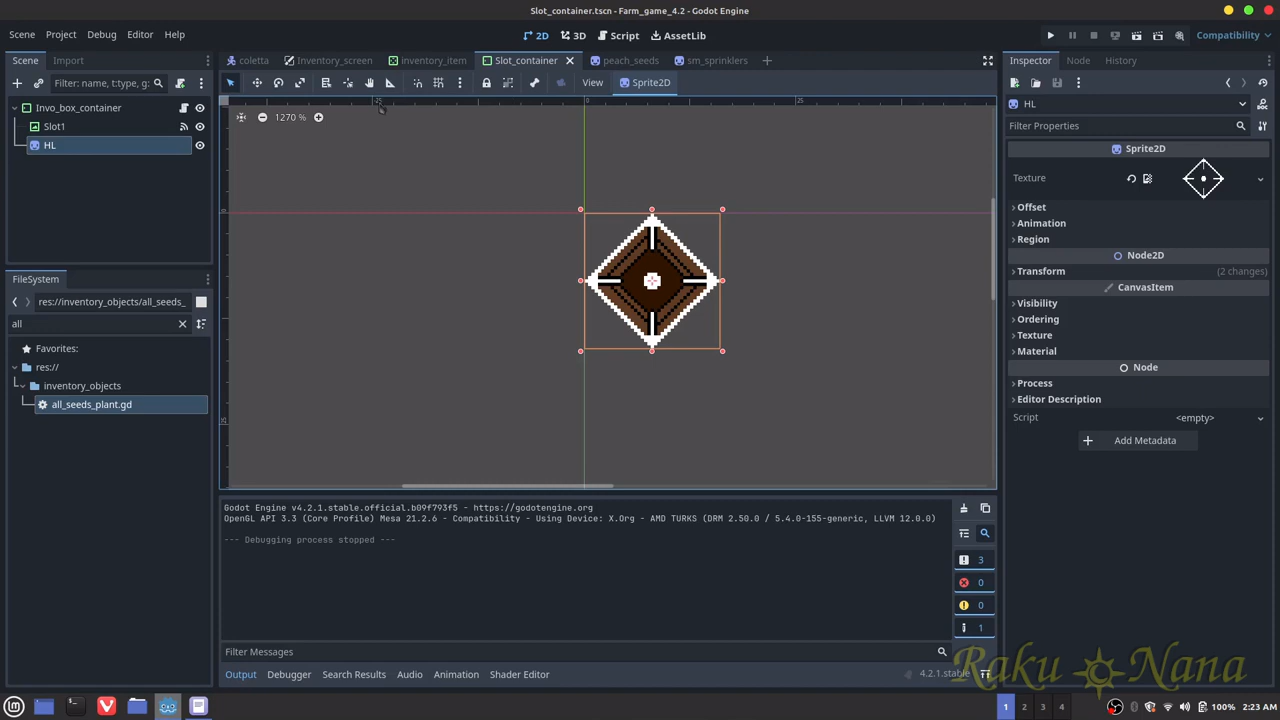 Slot_container.tscn - Farm_game_4.2 - Godot Engine
Scene Project Debug Editor Help
2D 3D Script AssetLib
Compatibility
Scene Import
coletta Inventory_screen inventory_item Slot_container peach_seeds sm_sprinklers
Inspector Node History
Filter: name, t:type, g:
View Sprite2D
Invo_box_container
Slot1
HL
-25 0 25
1270 %
HL
Filter Properties
Sprite2D
Texture
Offset
Animation
Region
Node2D
Transform (2 changes)
CanvasItem
Visibility
Ordering
Texture
Material
Node
Process
Editor Description
Script <empty>
Add Metadata
0
25
FileSystem
res://inventory_objects/all_seeds_
all
Favorites:
res://
inventory_objects
all_seeds_plant.gd
Godot Engine v4.2.1.stable.official.b09f793f5 - https://godotengine.org
OpenGL API 3.3 (Core Profile) Mesa 21.2.6 - Compatibility - Using Device: X.Org - AMD TURKS (DRM 2.50.0 / 5.4.0-155-generic, LLVM 12.0.0)
--- Debugging process stopped ---
3
0
0
1
Filter Messages
Output Debugger Search Results Audio Animation Shader Editor
4.2.1.stable
Raku Nana
1 2 3 4
100% 2:23 AM